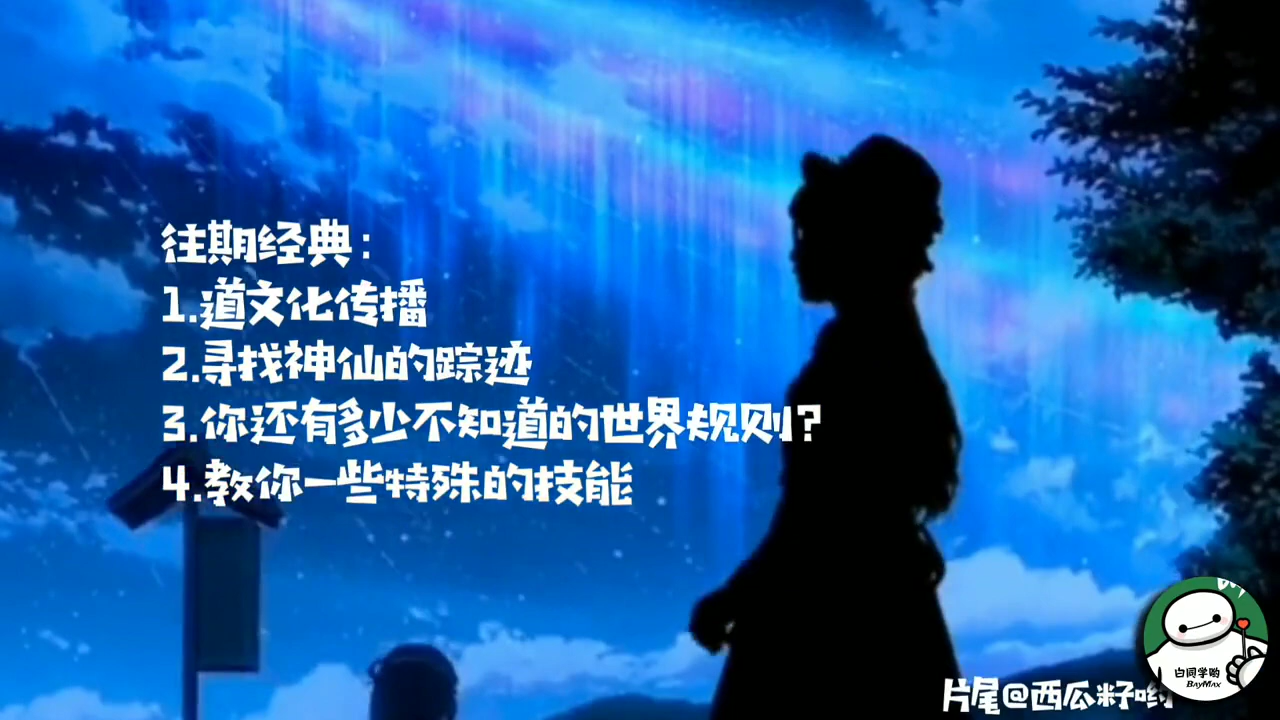 往期经典：
1.道文化传播
2.寻找神仙的踪迹
3.你还有多少不知道的世界规则？
4.教你一些特殊的技能
片尾@西瓜籽哟
白同学哟
BAYMAX